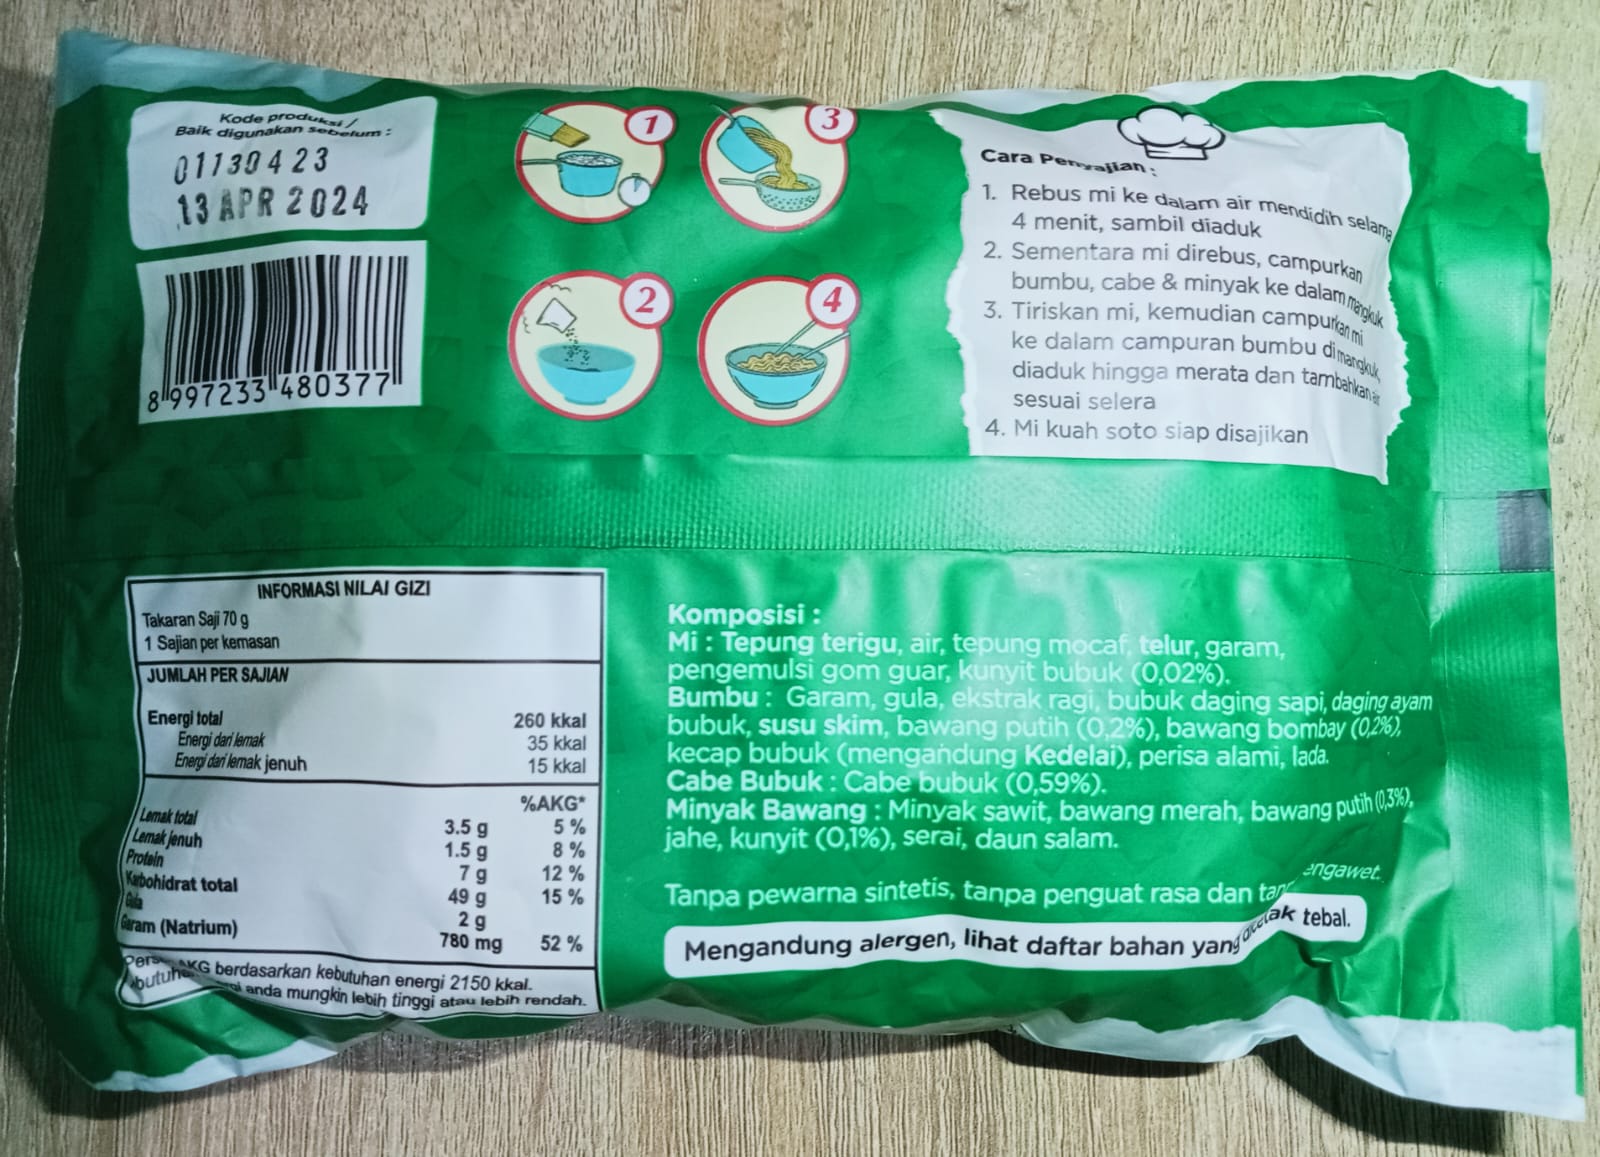 Kode produksi /
Baik digunakan sebelum :
01130423
13 APR 2024
8 997233 480377
1
3
2
4
Cara Penyajian :
1. Rebus mi ke dalam air mendidih selama
4 menit, sambil diaduk
2. Sementara mi direbus, campurkan
bumbu, cabe & minyak ke dalam mangkuk
3. Tiriskan mi, kemudian campurkan mi
ke dalam campuran bumbu di mangkuk,
diaduk hingga merata dan tambahkan air
sesuai selera
4. Mi kuah soto siap disajikan
INFORMASI NILAI GIZI
Takaran Saji 70 g
1 Sajian per kemasan
JUMLAH PER SAJIAN
Energi total 260 kkal
Energi dari lemak 35 kkal
Energi dari lemak jenuh 15 kkal
%AKG*
Lemak total 3.5 g 5 %
Lemak jenuh 1.5 g 8 %
Protein 7 g 12 %
Karbohidrat total 49 g 15 %
Gula 2 g
Garam (Natrium) 780 mg 52 %
AKG berdasarkan kebutuhan energi 2150 kkal.
anda mungkin lebih tinggi atau lebih rendah.
Komposisi :
Mi : Tepung terigu, air, tepung mocaf, telur, garam,
pengemulsi gom guar, kunyit bubuk (0,02%).
Bumbu : Garam, gula, ekstrak ragi, bubuk daging sapi, daging ayam
bubuk, susu skim, bawang putih (0,2%), bawang bombay (0,2%),
kecap bubuk (mengandung Kedelai), perisa alami, lada.
Cabe Bubuk : Cabe bubuk (0,59%).
Minyak Bawang : Minyak sawit, bawang merah, bawang putih (0,3%),
jahe, kunyit (0,1%), serai, daun salam.
Tanpa pewarna sintetis, tanpa penguat rasa dan
Mengandung alergen, lihat daftar bahan yang dicetak tebal.